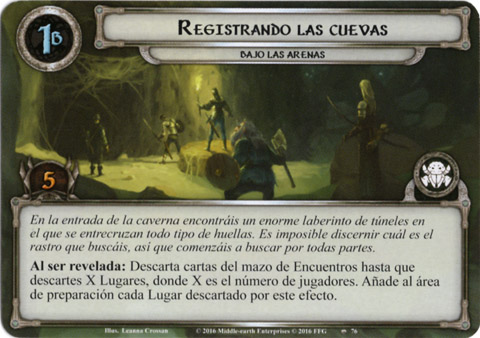 1B
Registrando las cuevas
Bajo las Arenas
5
En la entrada de la caverna encontráis un enorme laberinto de túneles en
el que se entrecruzan todo tipo de huellas. Es imposible discernir cuál es el
rastro que buscáis, así que comenzáis a buscar por todas partes.
Al ser revelada: Descarta cartas del mazo de Encuentros hasta que
descartes X Lugares, donde X es el número de jugadores. Añade al área
de preparación cada Lugar descartado por este efecto.
Illus. Leanna Crossan
© 2016 Middle-earth Enterprises © 2016 FFG
76